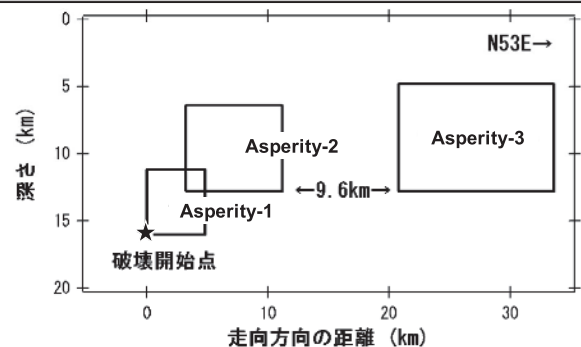 0
N53E→
5
Asperity-3
Asperity-2
10
←9.6km→
深さ (km)
Asperity-1
15
★
破壊開始点
20
0 10 20 30
走向方向の距離 (km)